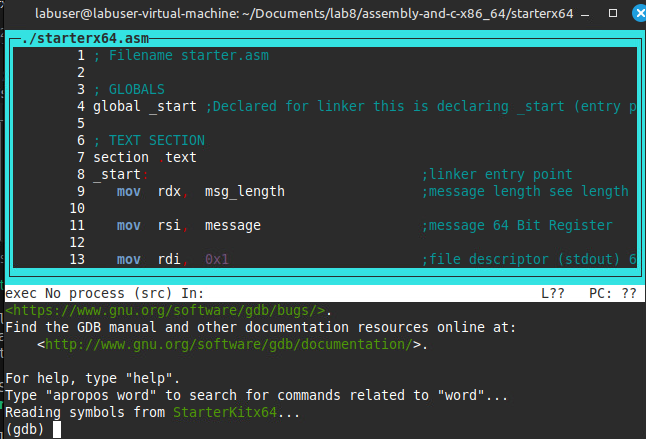 labuser@labuser-virtual-machine: ~/Documents/lab8/assembly-and-c-x86_64/starterx64
./starterx64.asm
1 ; Filename starter.asm
2
3 ; GLOBALS
4 global _start ;Declared for linker this is declaring _start (entry p
5
6 ; TEXT SECTION
7 section .text
8 _start: ;linker entry point
9 mov rdx, msg_length ;message length see length
10
11 mov rsi, message ;message 64 Bit Register
12
13 mov rdi, 0x1 ;file descriptor (stdout) 6
exec No process (src) In: L?? PC: ??
<https://www.gnu.org/software/gdb/bugs/>.
Find the GDB manual and other documentation resources online at:
<http://www.gnu.org/software/gdb/documentation/>.
For help, type "help".
Type "apropos word" to search for commands related to "word"...
Reading symbols from StarterKitx64...
(gdb)